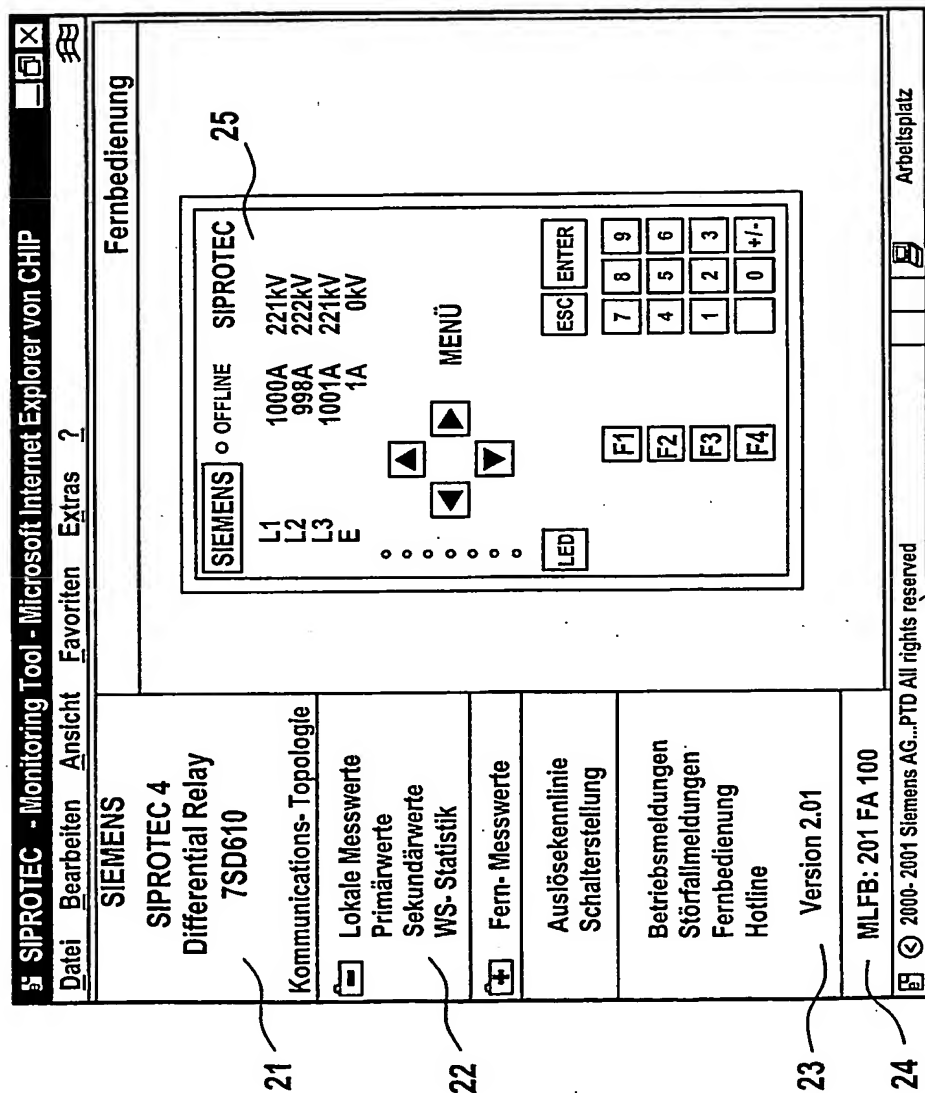 SIPROTEC - Monitoring Tool - Microsoft Internet Explorer von CHIP
Datei Bearbeiten Ansicht Favoriten Extras ?
SIEMENS
SIPROTEC 4
Differential Relay
7SD610
Kommunications- Topologie
Lokale Messwerte
Primärwerte
Sekundärwerte
WS- Statistik
Fern- Messwerte
Auslösekennlinie
Schalterstellung
Betriebsmeldungen
Störfallmeldungen
Fernbedienung
Hotline
Version 2.01
MLFB: 201 FA 100
Fernbedienung
SIEMENS OFFLINE SIPROTEC
L1 1000A 221kV
L2 998A 222kV
L3 1001A 221kV
E 1A 0kV
MENÜ
LED ESC ENTER
F1 7 8 9
F2 4 5 6
F3 1 2 3
F4 0 +/-
© 2000- 2001 Siemens AG...PTD All rights reserved
Arbeitsplatz
21
22
23
24
25